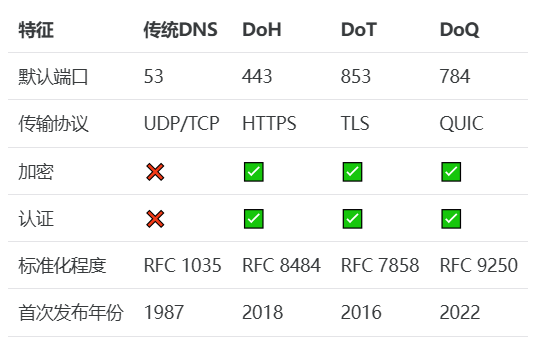 特征 传统DNS DoH DoT DoQ
默认端口 53 443 853 784
传输协议 UDP/TCP HTTPS TLS QUIC
加密 ❌ ✅ ✅ ✅
认证 ❌ ✅ ✅ ✅
标准化程度 RFC 1035 RFC 8484 RFC 7858 RFC 9250
首次发布年份 1987 2018 2016 2022